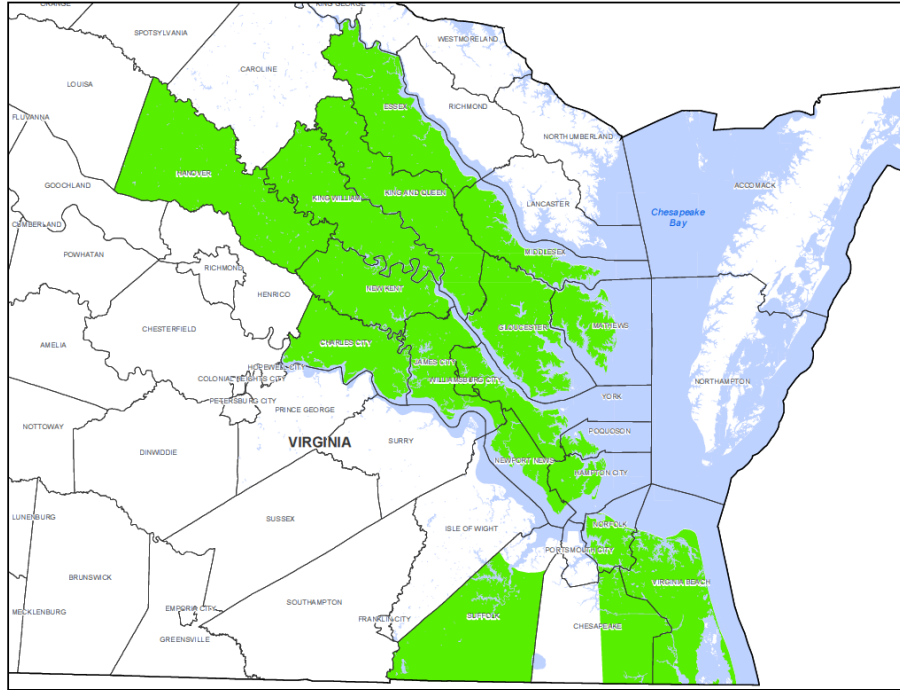 ORANGE
KING GEORGE
SPOTSYLVANIA
WESTMORELAND
CAROLINE
LOUISA
ESSEX
RICHMOND
FLUVANNA
NORTHUMBERLAND
HANOVER
GOOCHLAND
KING WILLIAM
KING AND QUEEN
ACCOMACK
LANCASTER
Chesapeake
Bay
CUMBERLAND
POWHATAN
MIDDLESEX
RICHMOND
HENRICO
NEW KENT
CHESTERFIELD
GLOUCESTER
MATHEWS
AMELIA
CHARLES CITY
JAMES CITY
HOPEWELL CITY
COLONIAL HEIGHTS CITY
WILLIAMSBURG CITY
NORTHAMPTON
PETERSBURG CITY
YORK
PRINCE GEORGE
NOTTOWAY
VIRGINIA
SURRY
POQUOSON
DINWIDDIE
NEWPORT NEWS
HAMPTON CITY
LUNENBURG
SUSSEX
ISLE OF WIGHT
NORFOLK
PORTSMOUTH CITY
BRUNSWICK
VIRGINIA BEACH
SOUTHAMPTON
MECKLENBURG
EMPORIA CITY
FRANKLIN CITY
SUFFOLK
CHESAPEAKE
GREENSVILLE